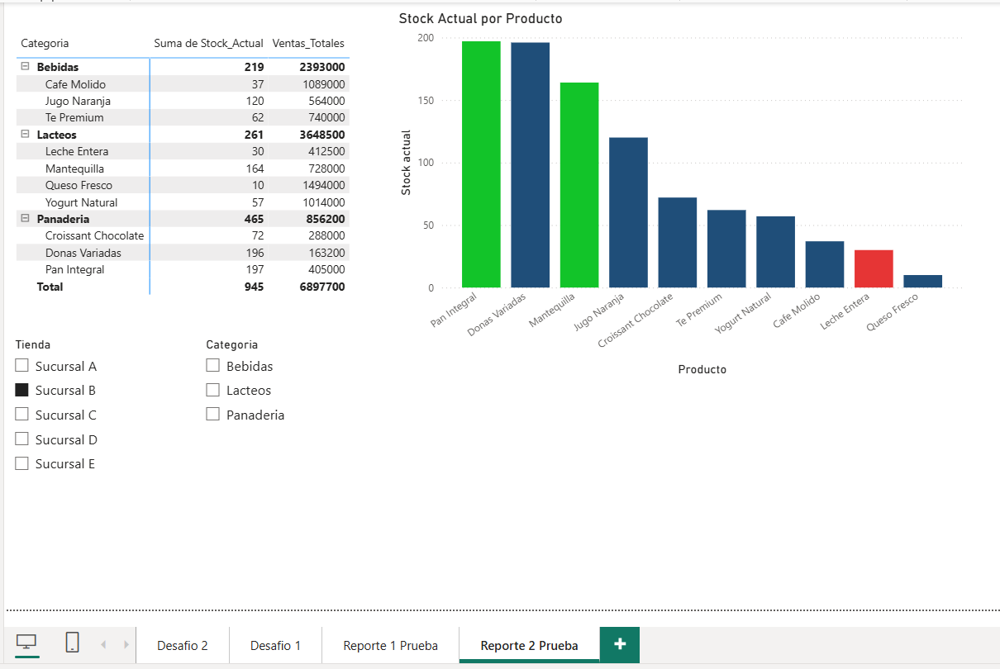 Categoria Suma de Stock_Actual Ventas_Totales
Bebidas 219 2393000
Cafe Molido 37 1089000
Jugo Naranja 120 564000
Te Premium 62 740000
Lacteos 261 3648500
Leche Entera 30 412500
Mantequilla 164 728000
Queso Fresco 10 1494000
Yogurt Natural 57 1014000
Panaderia 465 856200
Croissant Chocolate 72 288000
Donas Variadas 196 163200
Pan Integral 197 405000
Total 945 6897700
Stock Actual por Producto
Stock actual
200
150
100
50
0
Pan Integral
Donas Variadas
Mantequilla
Jugo Naranja
Croissant Chocolate
Te Premium
Yogurt Natural
Cafe Molido
Leche Entera
Queso Fresco
Producto
Tienda
Sucursal A
Sucursal B
Sucursal C
Sucursal D
Sucursal E
Categoria
Bebidas
Lacteos
Panaderia
Desafio 2 Desafio 1 Reporte 1 Prueba Reporte 2 Prueba +